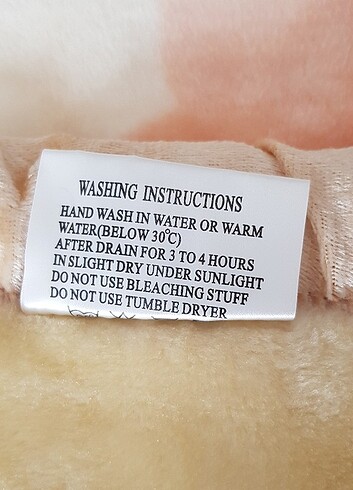 WASHING INSTRUCTIONS
HAND WASH IN WATER OR WARM
WATER(BELOW 30℃)
AFTER DRAIN FOR 3 TO 4 HOURS
IN SLIGHT DRY UNDER SUNLIGHT
DO NOT USE BLEACHING STUFF
DO NOT USE TUMBLE DRYER